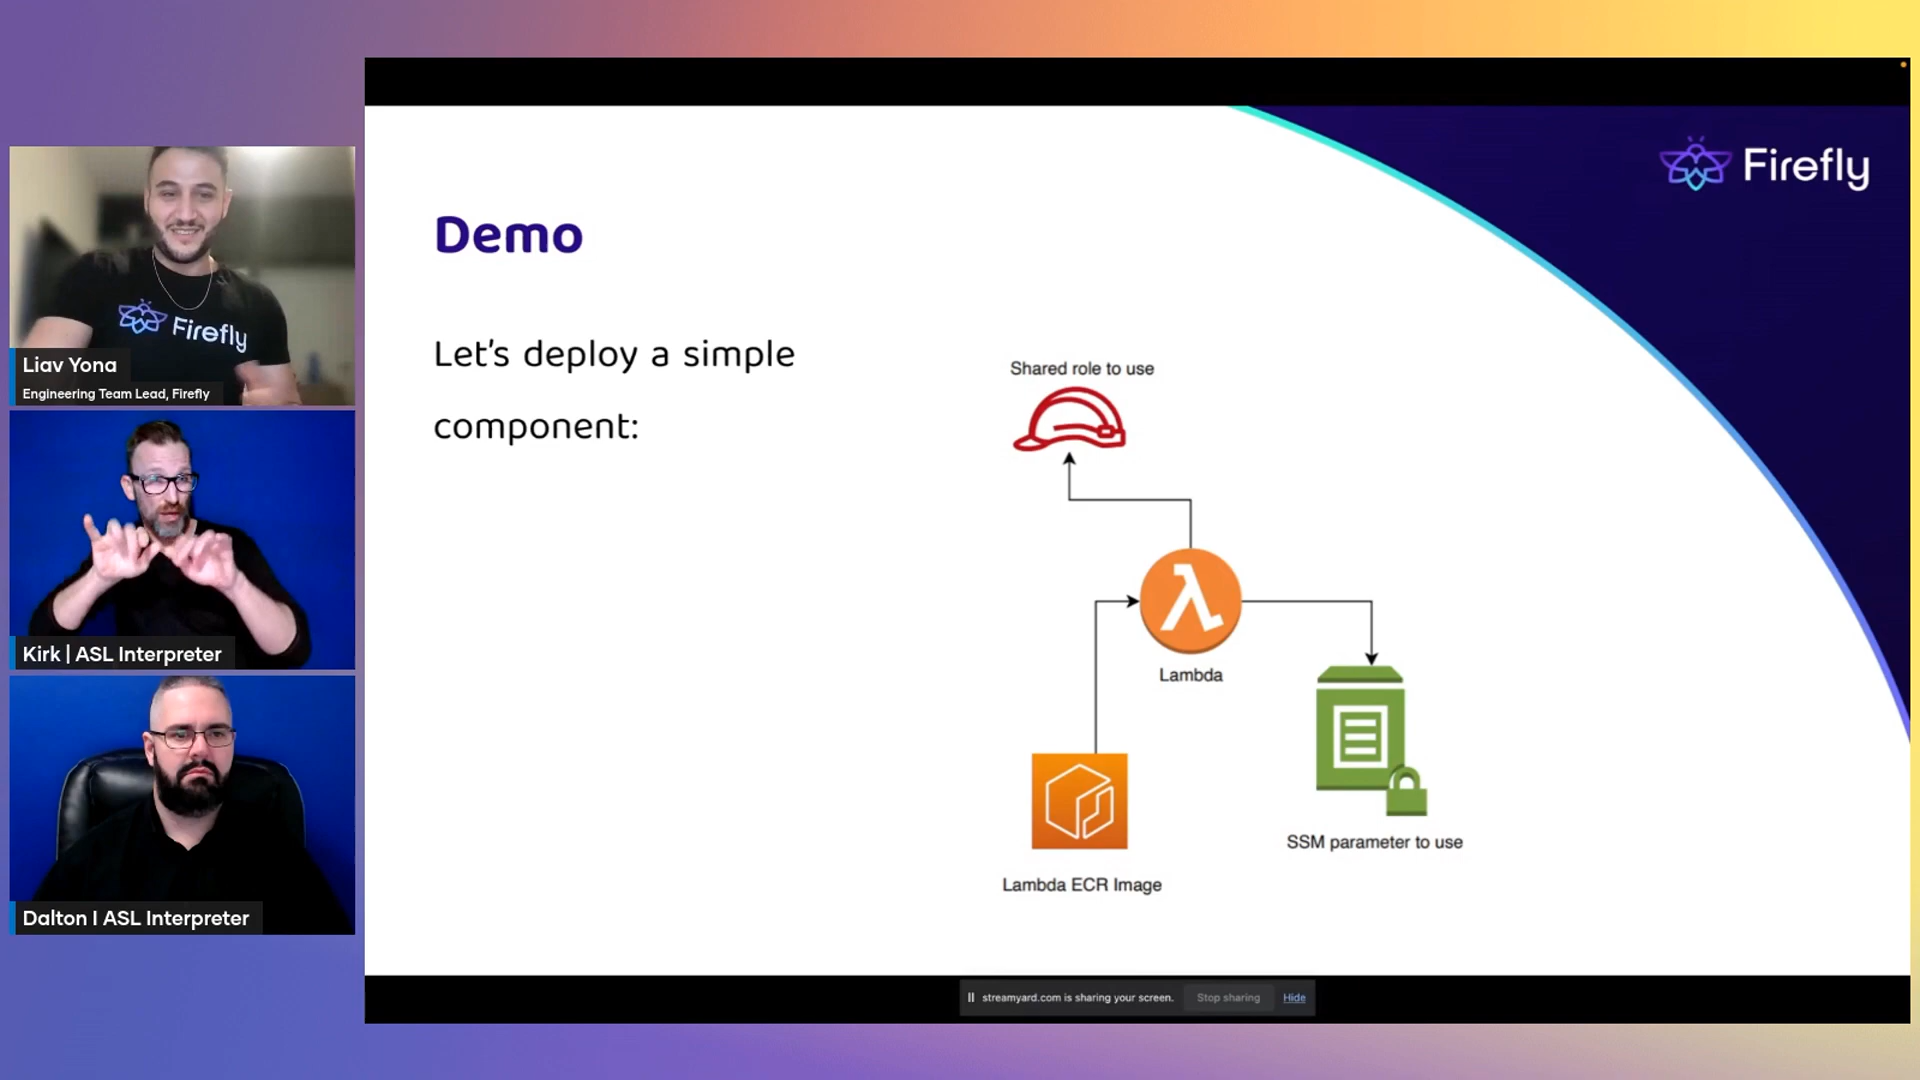 Firefly
Liav Yona
Engineering Team Lead, Firefly
Kirk | ASL Interpreter
Dalton I ASL Interpreter
Firefly
Demo
Let's deploy a simple
component:
Shared role to use
Lambda
SSM parameter to use
Lambda ECR Image
streamyard.com is sharing your screen.
Stop sharing
Hide